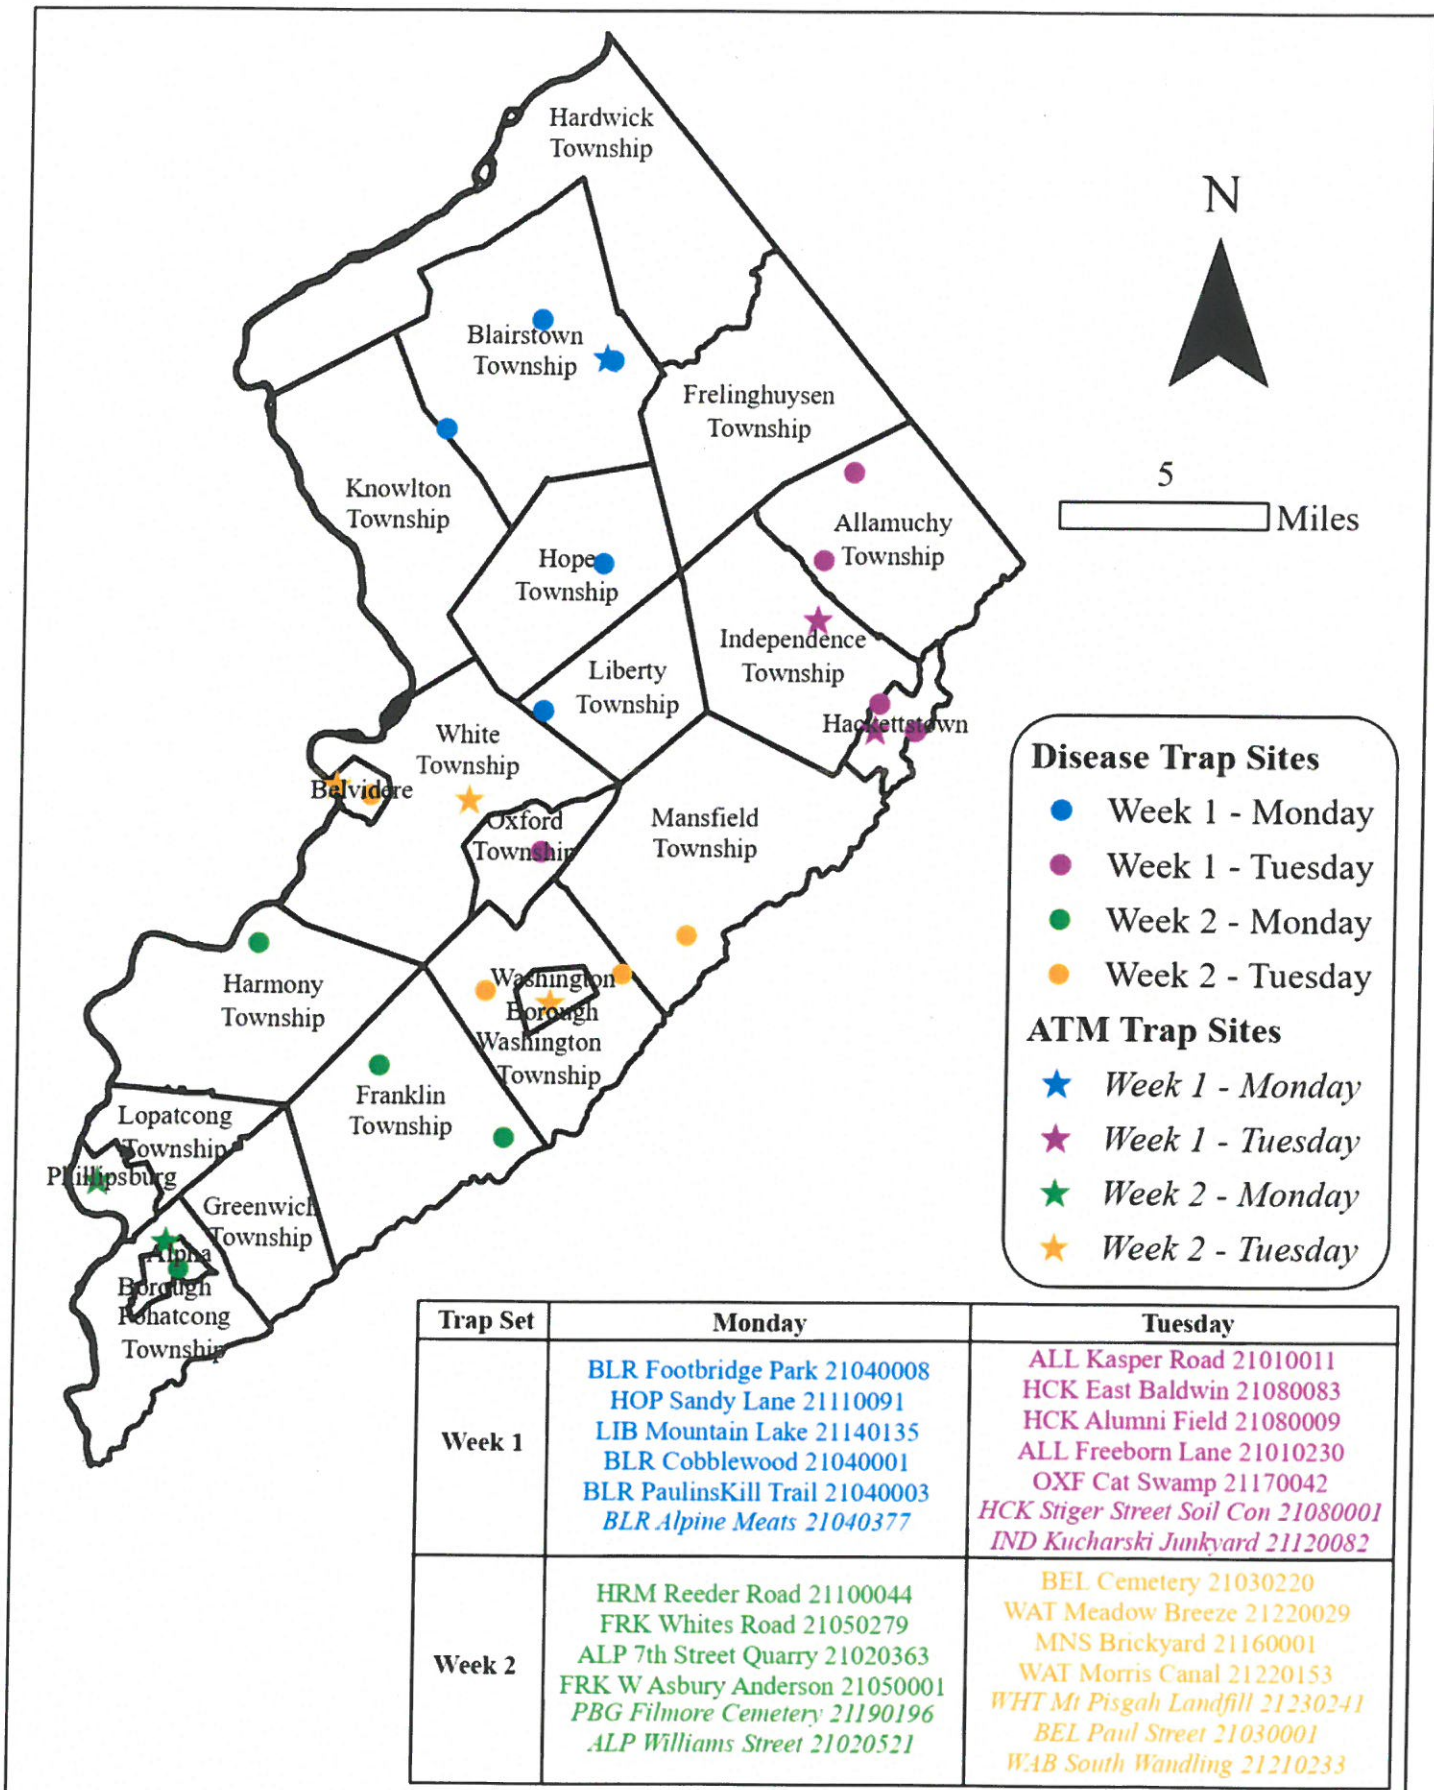 Hardwick
Township
N
Blairstown
Township
Frelinghuysen
Township
5
Miles
Knowlton
Township
Allamuchy
Township
Hope
Township
Independence
Township
Liberty
Township
Hackettstown
White
Township
Belvidere
Oxford
Township
Mansfield
Township
Washington
Borough
Washington
Township
Harmony
Township
Franklin
Township
Lopatcong
Township
Phillipsburg
Greenwich
Township
Alpha
Borough
Pohatcong
Township
Disease Trap Sites
Week 1 - Monday
Week 1 - Tuesday
Week 2 - Monday
Week 2 - Tuesday
ATM Trap Sites
Week 1 - Monday
Week 1 - Tuesday
Week 2 - Monday
Week 2 - Tuesday
Trap Set
Monday
Tuesday
Week 1
BLR Footbridge Park 21040008
HOP Sandy Lane 21110091
LIB Mountain Lake 21140135
BLR Cobblewood 21040001
BLR PaulinsKill Trail 21040003
BLR Alpine Meats 21040377
ALL Kasper Road 21010011
HCK East Baldwin 21080083
HCK Alumni Field 21080009
ALL Freeborn Lane 21010230
OXF Cat Swamp 21170042
HCK Stiger Street Soil Con 21080001
IND Kucharski Junkyard 21120082
Week 2
HRM Reeder Road 21100044
FRK Whites Road 21050279
ALP 7th Street Quarry 21020363
FRK W Asbury Anderson 21050001
PBG Filmore Cemetery 21190196
ALP Williams Street 21020521
BEL Cemetery 21030220
WAT Meadow Breeze 21220029
MNS Brickyard 21160001
WAT Morris Canal 21220153
WHT Mt Pisgah Landfill 21230241
BEL Paul Street 21030001
WAB South Wandling 21210233